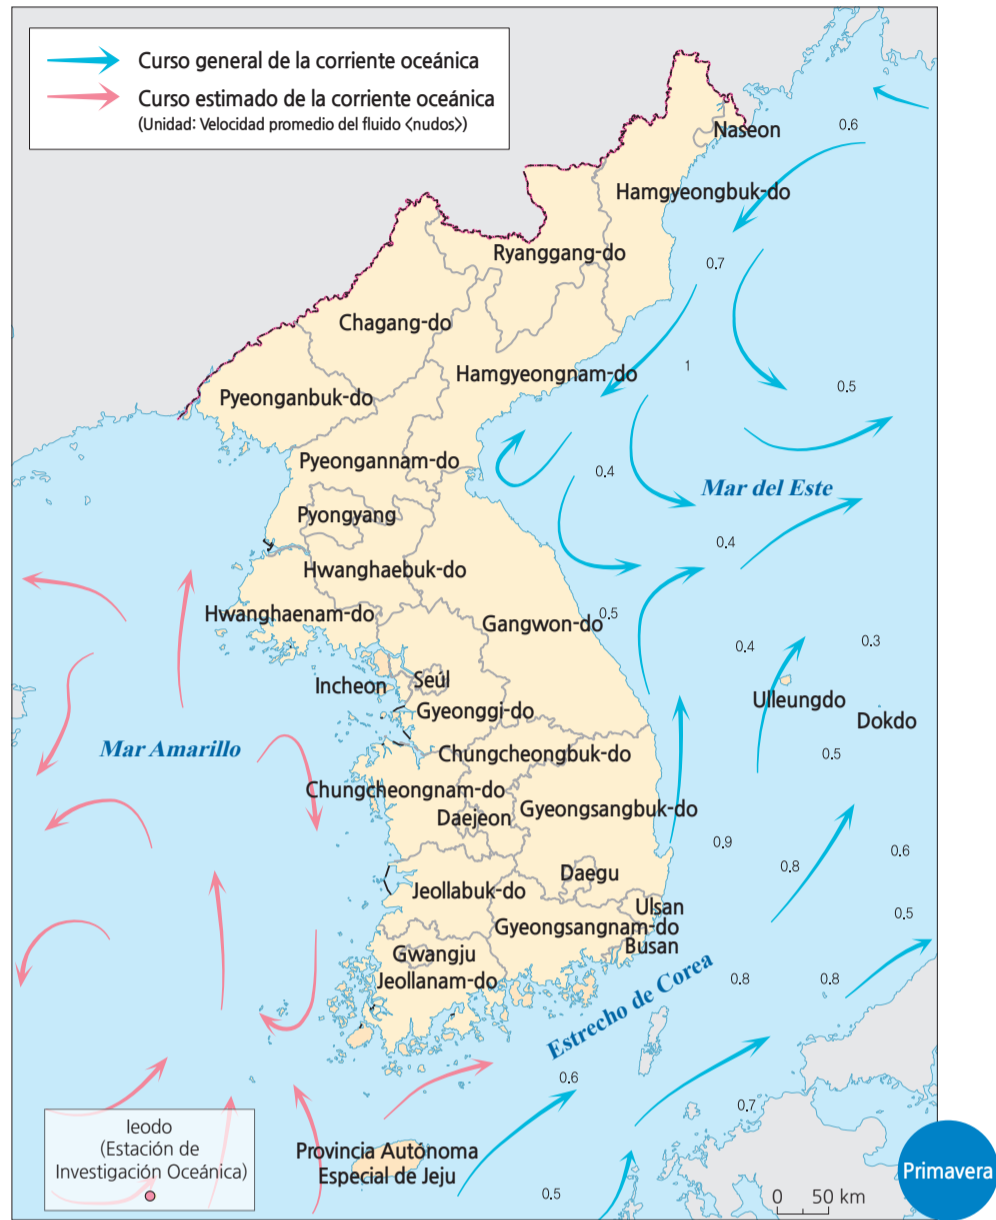 Curso general de la corriente oceánica
Curso estimado de la corriente oceánica
(Unidad: Velocidad promedio del fluido <nudos>)
Naseon
0.6
Hamgyeongbuk-do
Ryanggang-do
0.7
Chagang-do
1
Hamgyeongnam-do
0.5
Pyeonganbuk-do
Pyeongannam-do
0.4
Mar del Este
Pyongyang
0.4
Hwanghaebuk-do
Hwanghaenam-do
0.5
Gangwon-do
0.4
0.3
Incheon
Seúl
Ulleungdo
Gyeonggi-do
Dokdo
Mar Amarillo
Chungcheongbuk-do
0.5
Chungcheongnam-do
Gyeongsangbuk-do
Daejeon
0.9
0.6
0.8
Daegu
Jeollabuk-do
Ulsan
0.5
Gyeongsangnam-do
Busan
Gwangju
Jeollanam-do
0.8
0.8
Estrecho de Corea
0.6
0.7
Ieodo
(Estación de
Investigación Oceánica)
Provincia Autónoma
Especial de Jeju
0.5
0 50 km
Primavera